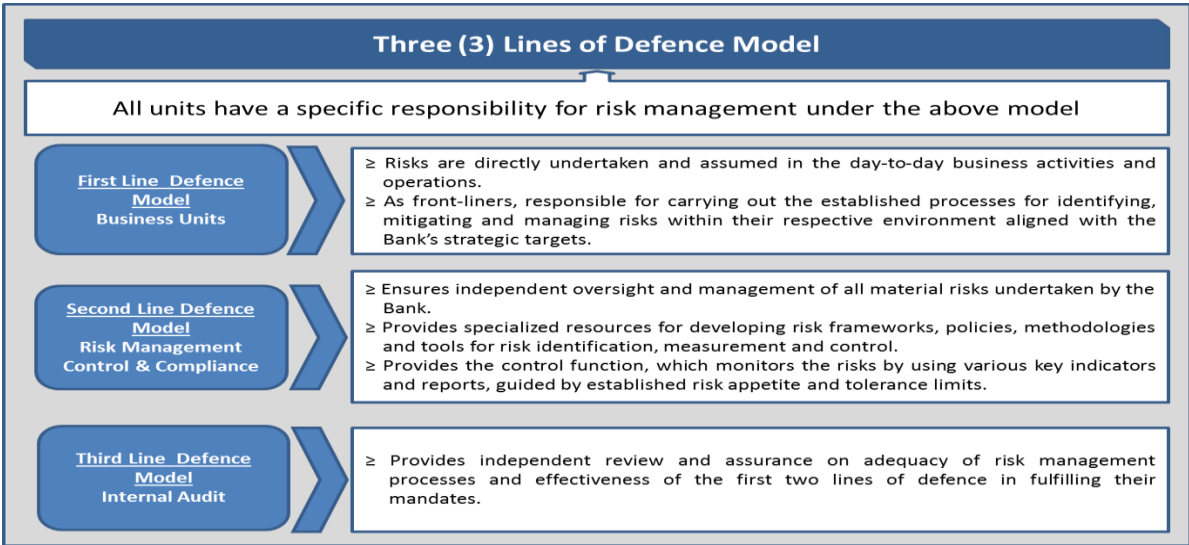 Three (3) Lines of Defence Model
All units have a specific responsibility for risk management under the above model
First Line Defence
Model
Business Units
≥ Risks are directly undertaken and assumed in the day-to-day business activities and
operations.
≥ As front-liners, responsible for carrying out the established processes for identifying,
mitigating and managing risks within their respective environment aligned with the
Bank's strategic targets.
Second Line Defence
Model
Risk Management
Control & Compliance
≥ Ensures independent oversight and management of all material risks undertaken by the
Bank.
≥ Provides specialized resources for developing risk frameworks, policies, methodologies
and tools for risk identification, measurement and control.
≥ Provides the control function, which monitors the risks by using various key indicators
and reports, guided by established risk appetite and tolerance limits.
Third Line Defence
Model
Internal Audit
≥ Provides independent review and assurance on adequacy of risk management
processes and effectiveness of the first two lines of defence in fulfilling their
mandates.